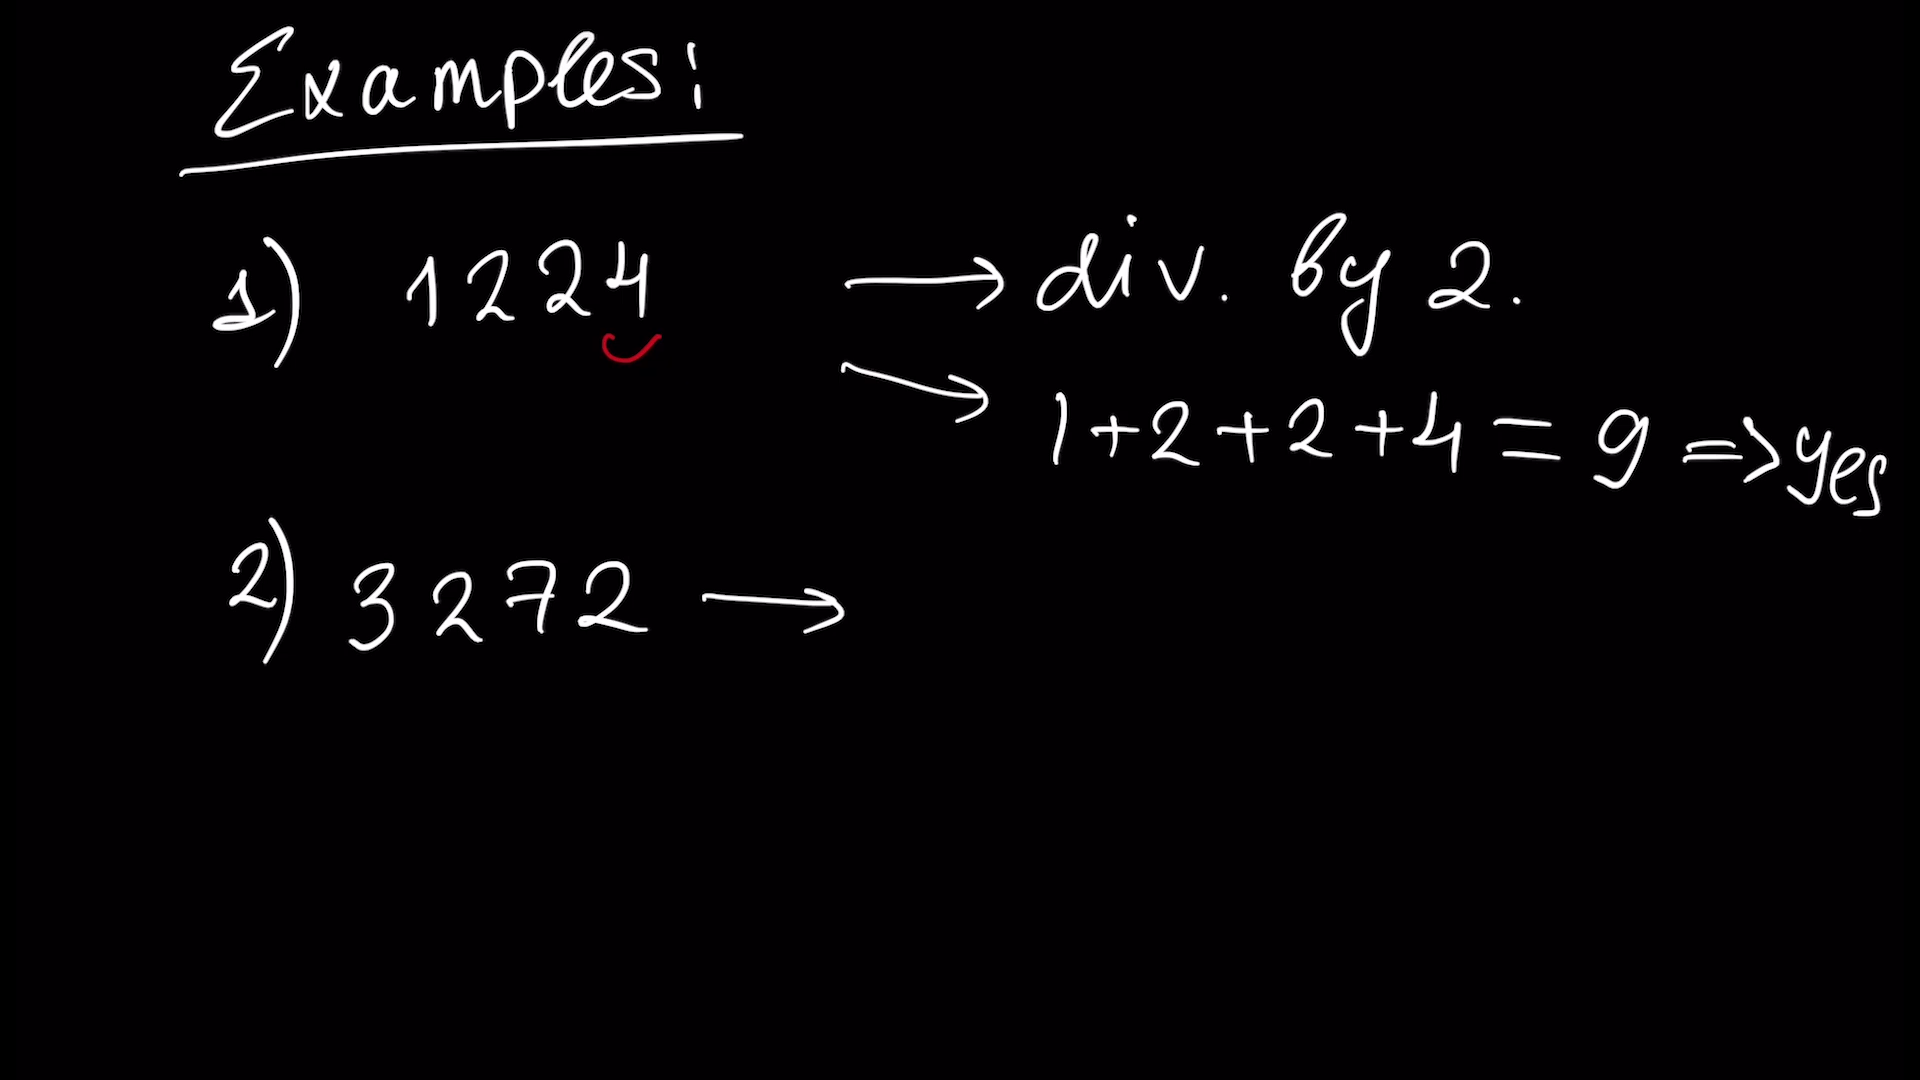 Examples:
1) 1224 → div. by 2.
→ 1+2+2+4=9 => yes
2) 3272 →